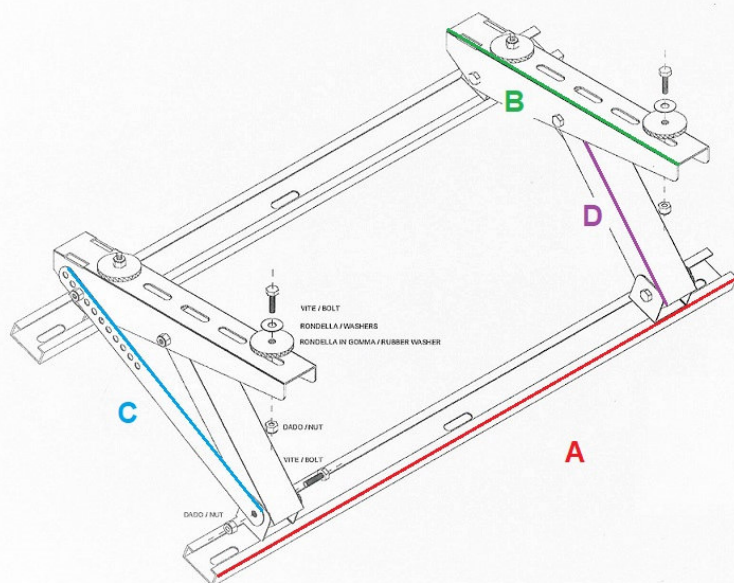 B
D
VITE / BOLT
RONDELLA / WASHERS
RONDELLA IN GOMMA / RUBBER WASHER
C
DADO / NUT
A
VITE / BOLT
DADO / NUT